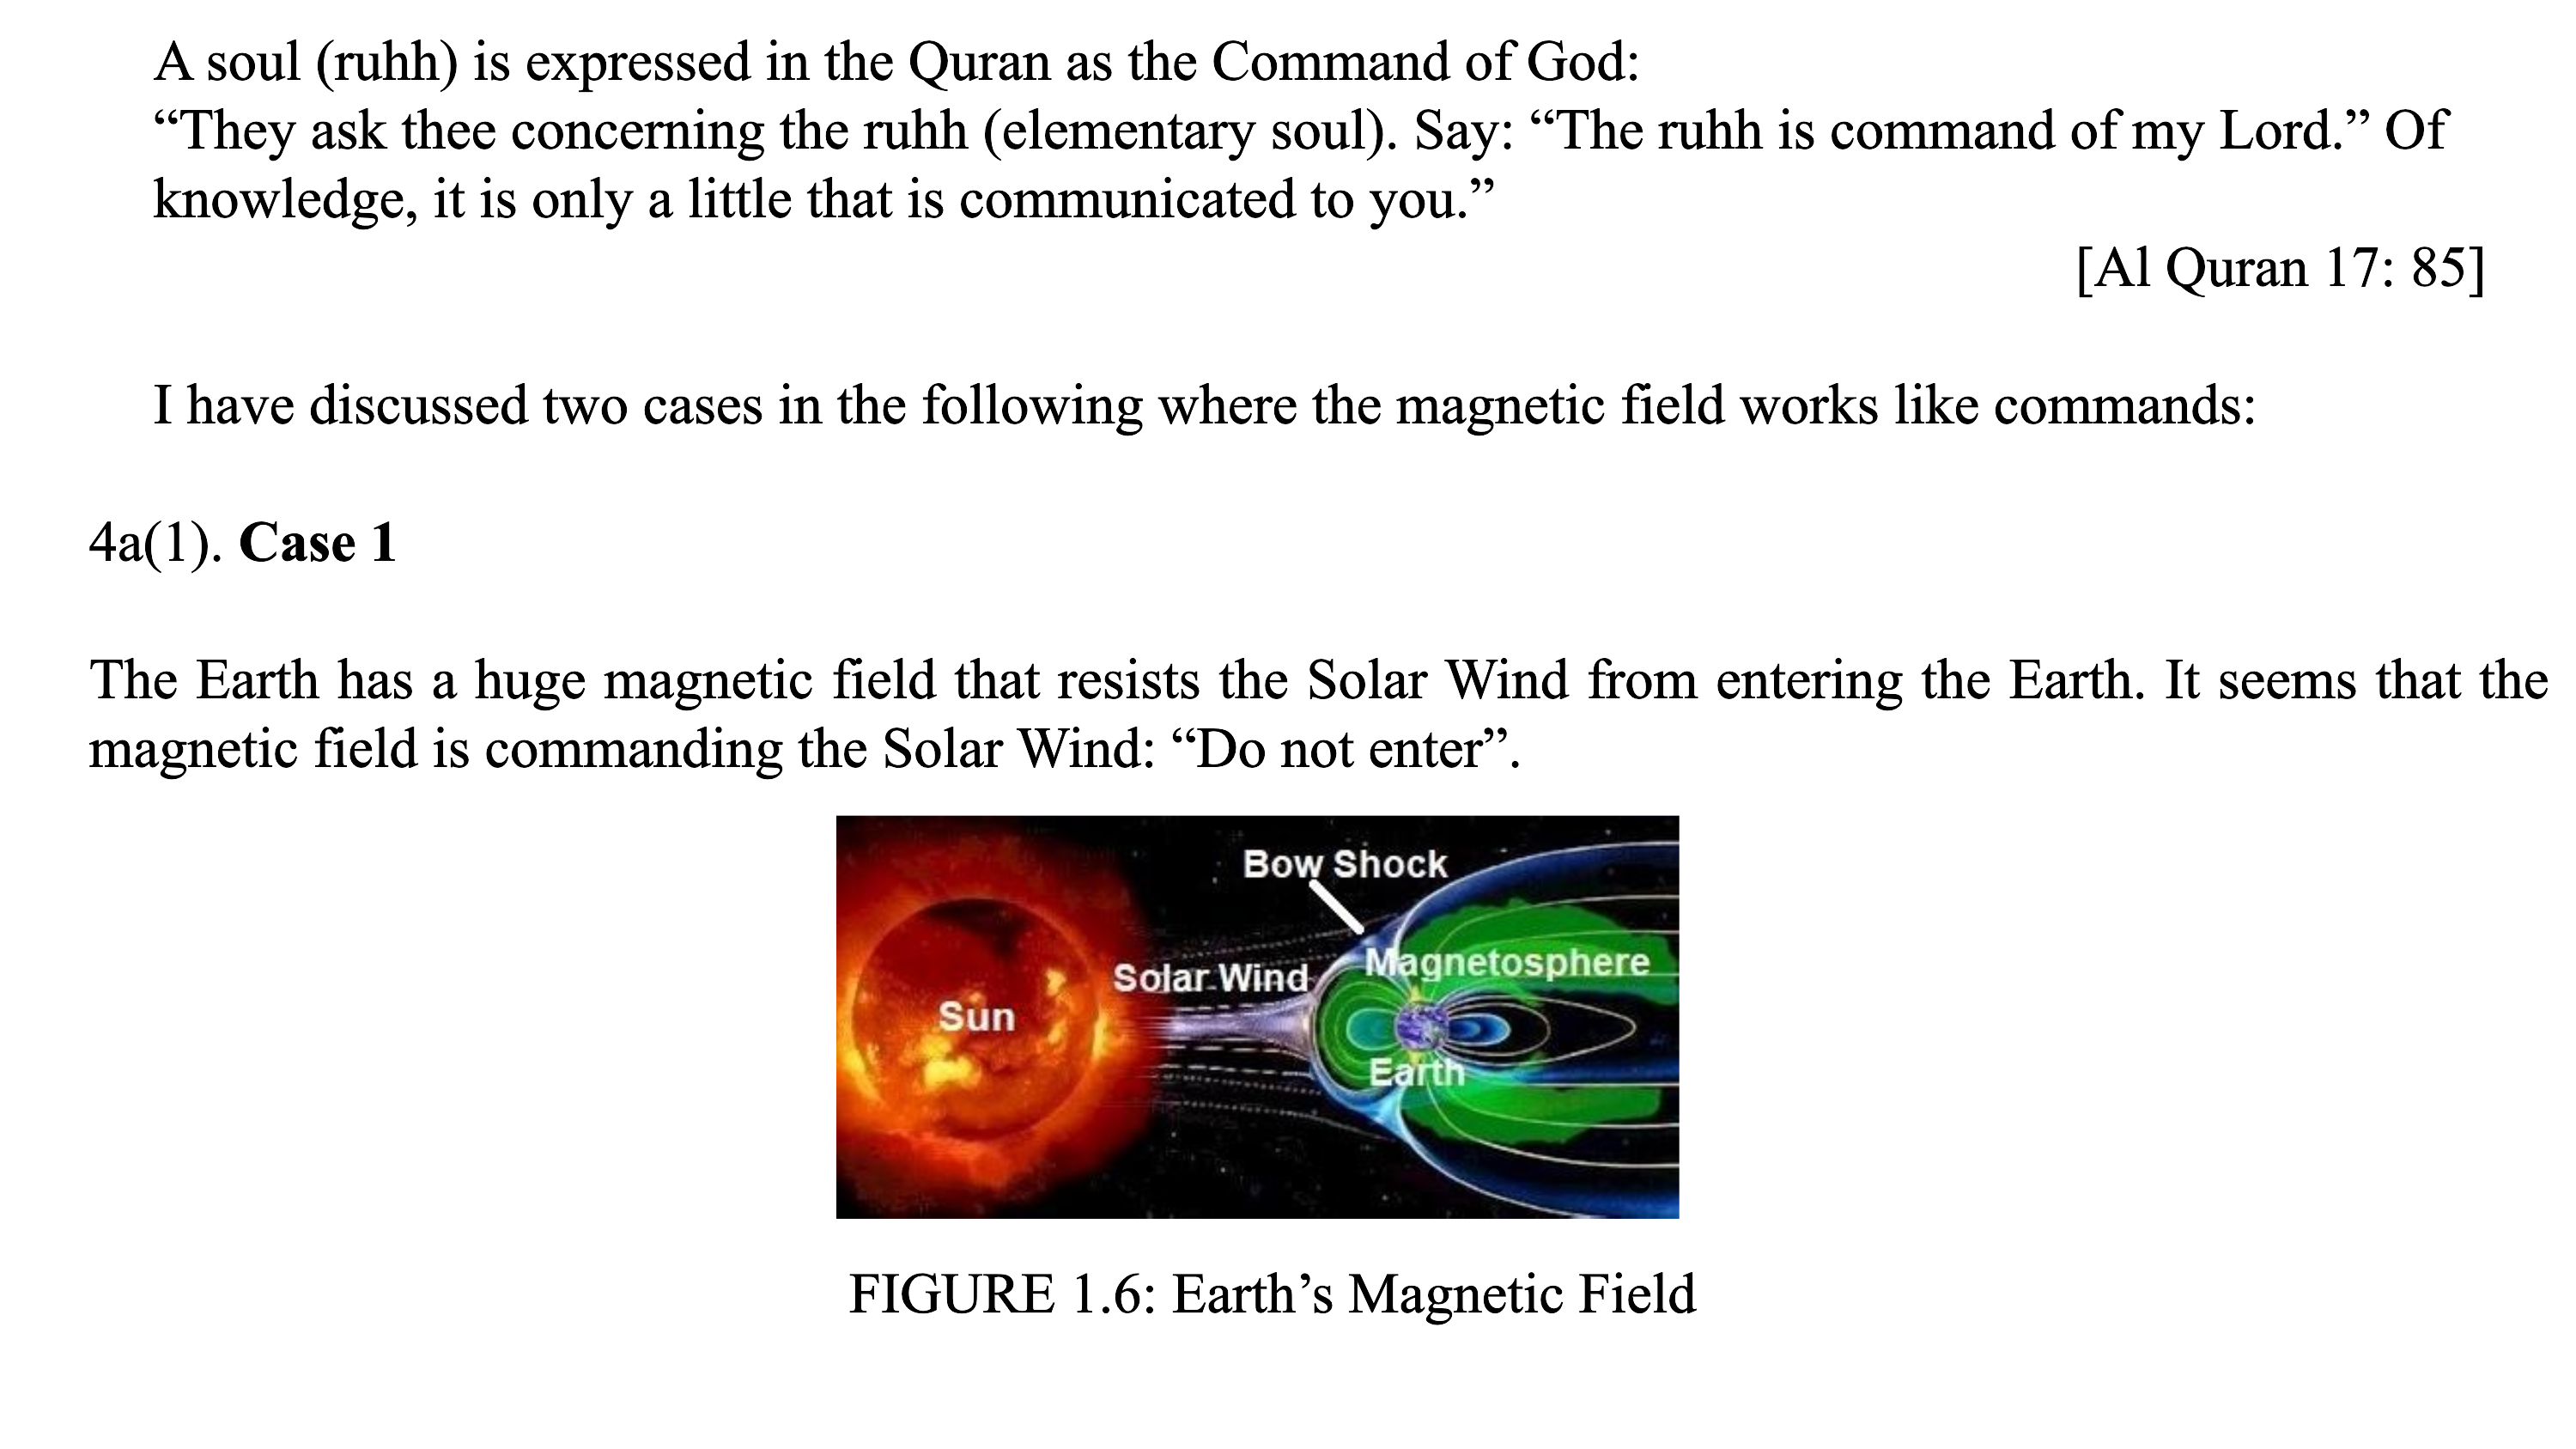 A soul (ruhh) is expressed in the Quran as the Command of God:
“They ask thee concerning the ruhh (elementary soul). Say: “The ruhh is command of my Lord.” Of
knowledge, it is only a little that is communicated to you.”
[Al Quran 17: 85]
I have discussed two cases in the following where the magnetic field works like commands:
4a(1). Case 1
The Earth has a huge magnetic field that resists the Solar Wind from entering the Earth. It seems that the
magnetic field is commanding the Solar Wind: “Do not enter”.
Bow Shock
Magnetosphere
Solar Wind
Sun
Earth
FIGURE 1.6: Earth’s Magnetic Field